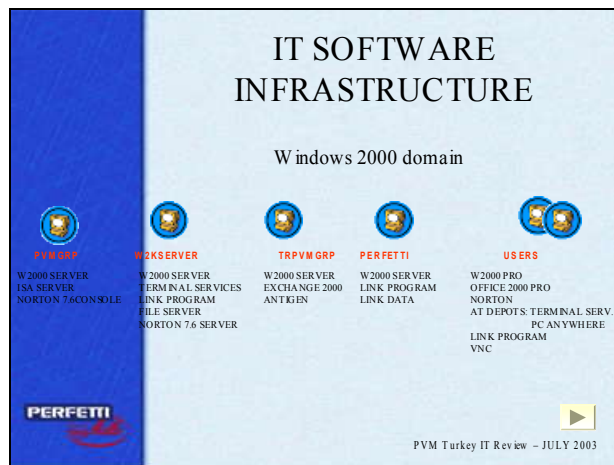 IT SOFTWARE
INFRASTRUCTURE
Windows 2000 domain
PVMGRP
W2000 SERVER
ISA SERVER
NORTON 7.6CONSOLE
W2KSERVER
W2000 SERVER
TERMINAL SERVICES
LINK PROGRAM
FILE SERVER
NORTON 7.6 SERVER
TRPVMGRP
W2000 SERVER
EXCHANGE 2000
ANTIGEN
PERFETTI
W2000 SERVER
LINK PROGRAM
LINK DATA
USERS
W2000 PRO
OFFICE 2000 PRO
NORTON
AT DEPOTS: TERMINAL SERV.
PC ANYWHERE
LINK PROGRAM
VNC
PERFETTI
PVM Turkey IT Review – JULY 2003